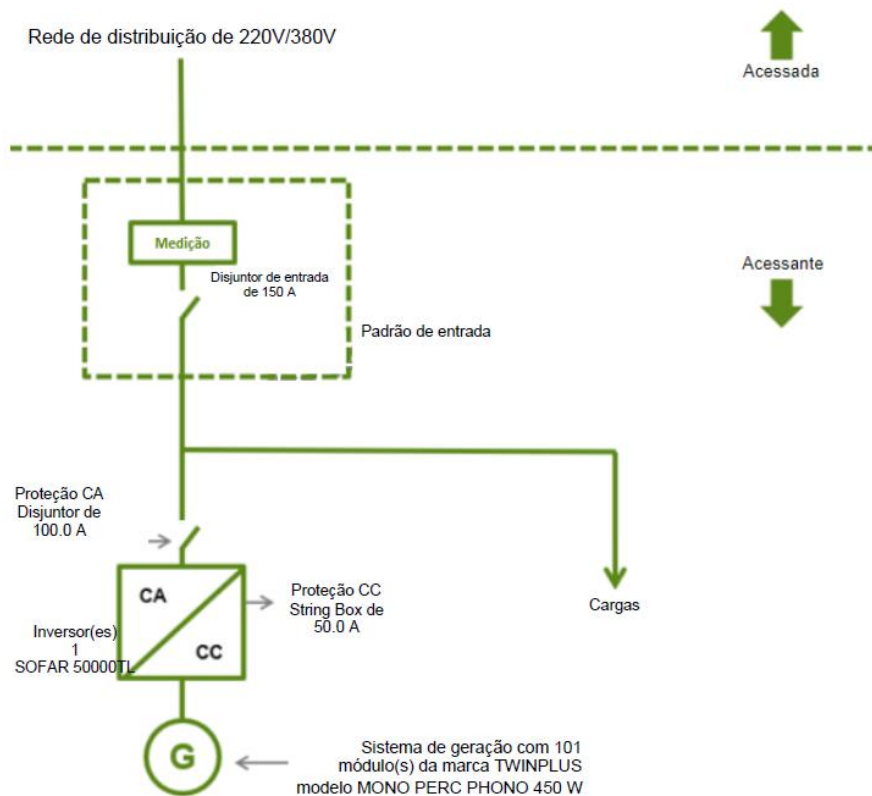 Rede de distribuição de 220V/380V
Acessada
Medição
Disjuntor de entrada
de 150 A
Acessante
Padrão de entrada
Proteção CA
Disjuntor de
100.0 A
CA
CC
Proteção CC
String Box de
50.0 A
Cargas
Inversor(es)
1
SOFAR 50000TL
G
Sistema de geração com 101
módulo(s) da marca TWINPLUS
modelo MONO PERC PHONO 450 W